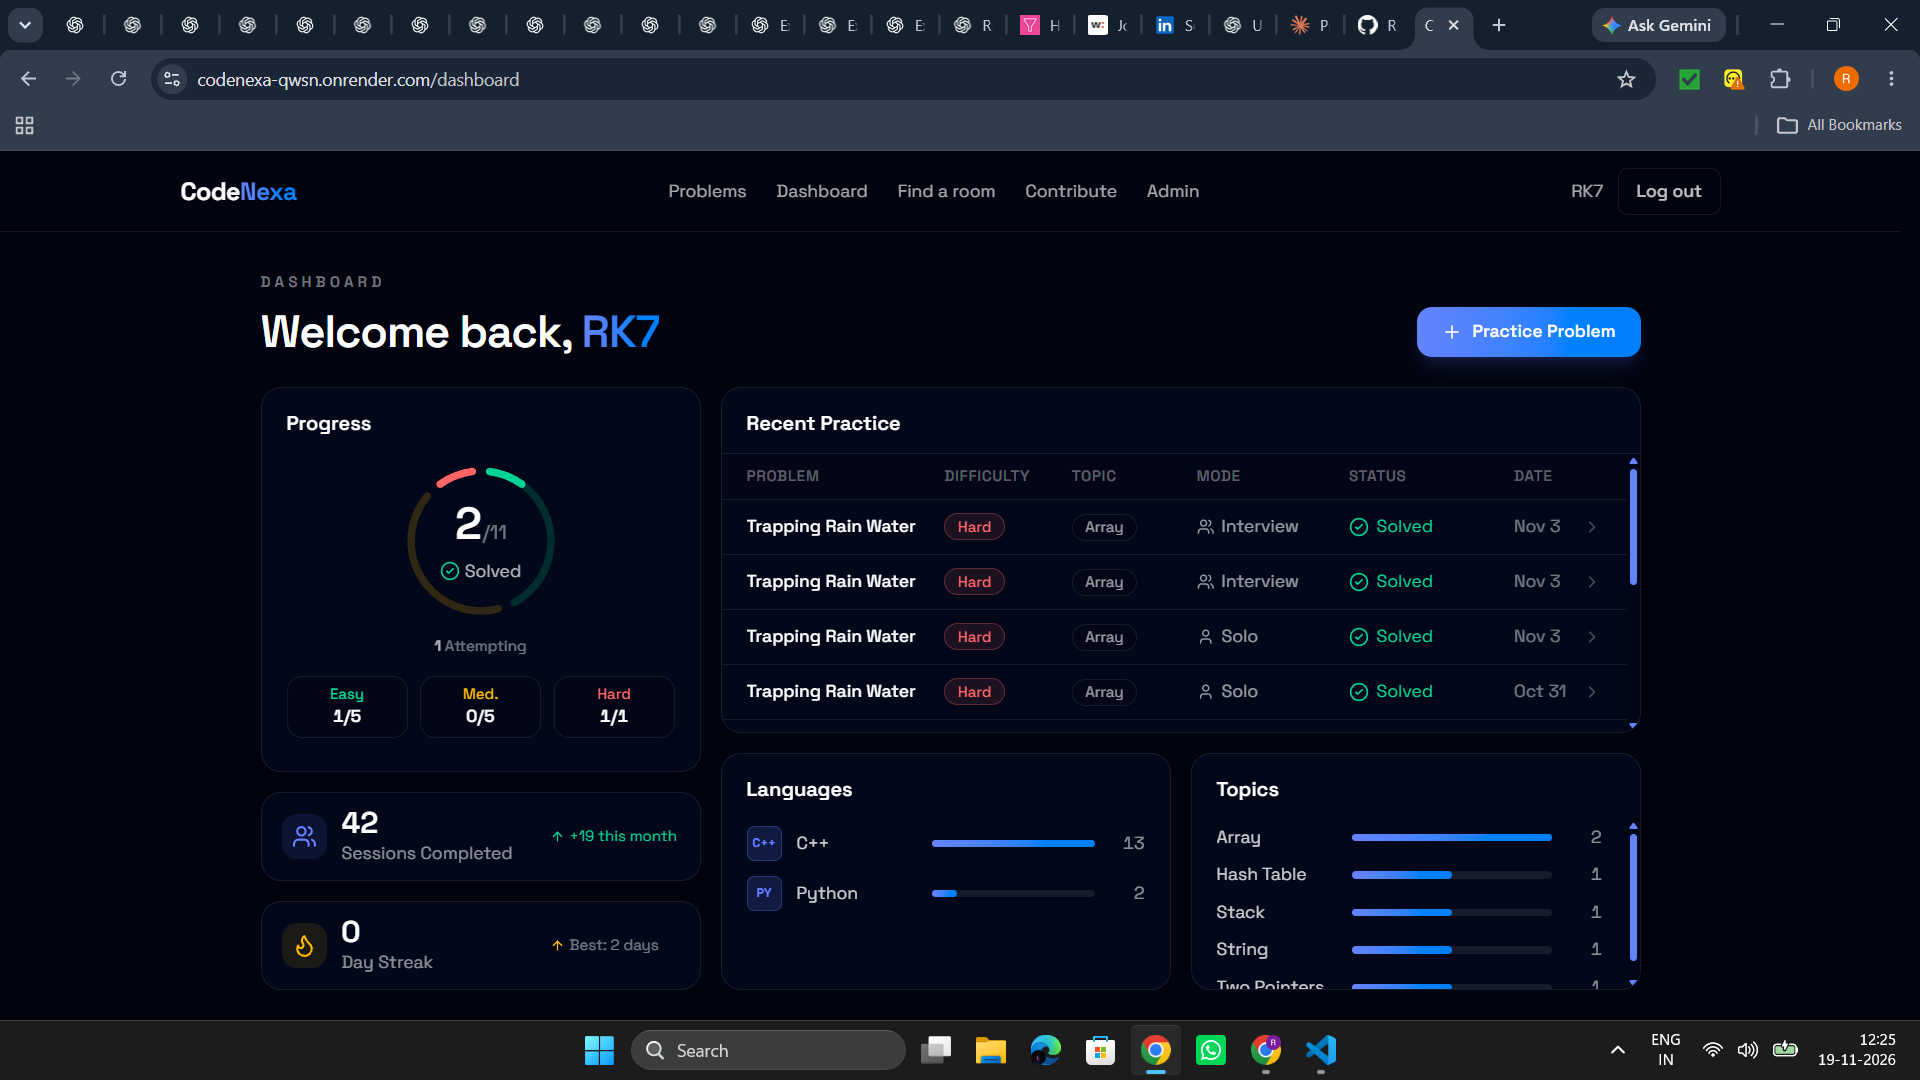 E
E
E
R
H
w: Jc
in S
U
P
R
C
Ask Gemini
codenexa-qwsn.onrender.com/dashboard
R
All Bookmarks
CodeNexa
Problems Dashboard Find a room Contribute Admin
RK7 Log out
DASHBOARD
Welcome back, RK7
+ Practice Problem
Progress
2/11
Solved
1 Attempting
Easy Med. Hard
1/5 0/5 1/1
42
Sessions Completed
+19 this month
0
Day Streak
Best: 2 days
Recent Practice
PROBLEM DIFFICULTY TOPIC MODE STATUS DATE
Trapping Rain Water Hard Array Interview Solved Nov 3
Trapping Rain Water Hard Array Interview Solved Nov 3
Trapping Rain Water Hard Array Solo Solved Nov 3
Trapping Rain Water Hard Array Solo Solved Oct 31
Languages
C++ C++ 13
PY Python 2
Topics
Array 2
Hash Table 1
Stack 1
String 1
Two Pointers 1
Search
R
ENG
IN
12:25
19-11-2026